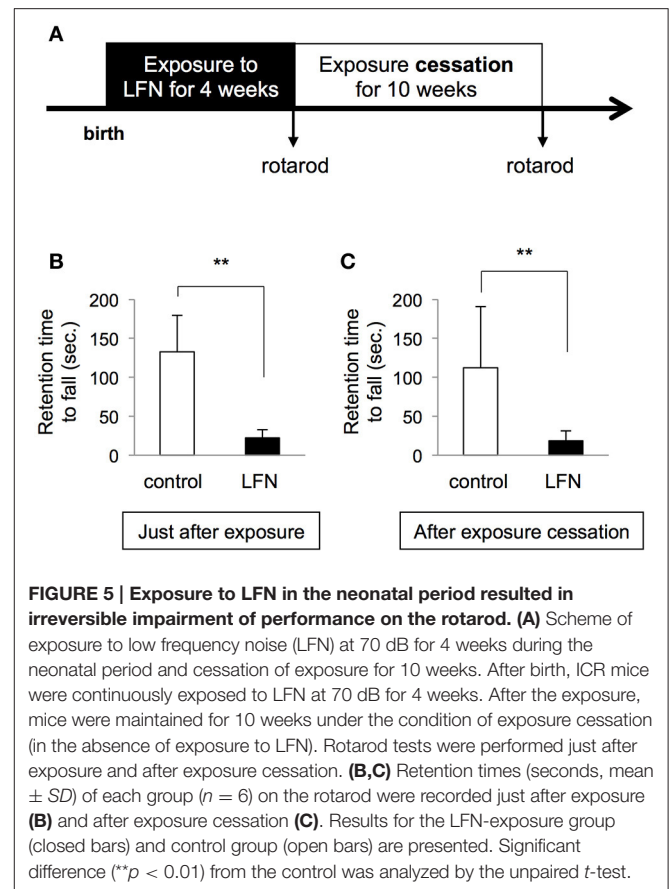 A
Exposure to
LFN for 4 weeks
Exposure cessation
for 10 weeks
birth
rotarod
rotarod
B
**
Retention time
to fall (sec.)
200
150
100
50
0
control
LFN
Just after exposure
C
**
Retention time
to fall (sec.)
200
150
100
50
0
control
LFN
After exposure cessation
FIGURE 5 | Exposure to LFN in the neonatal period resulted in
irreversible impairment of performance on the rotarod. (A) Scheme of
exposure to low frequency noise (LFN) at 70 dB for 4 weeks during the
neonatal period and cessation of exposure for 10 weeks. After birth, ICR mice
were continuously exposed to LFN at 70 dB for 4 weeks. After the exposure,
mice were maintained for 10 weeks under the condition of exposure cessation
(in the absence of exposure to LFN). Rotarod tests were performed just after
exposure and after exposure cessation. (B,C) Retention times (seconds, mean
± SD) of each group (n = 6) on the rotarod were recorded just after exposure
(B) and after exposure cessation (C). Results for the LFN-exposure group
(closed bars) and control group (open bars) are presented. Significant
difference (**p < 0.01) from the control was analyzed by the unpaired t-test.